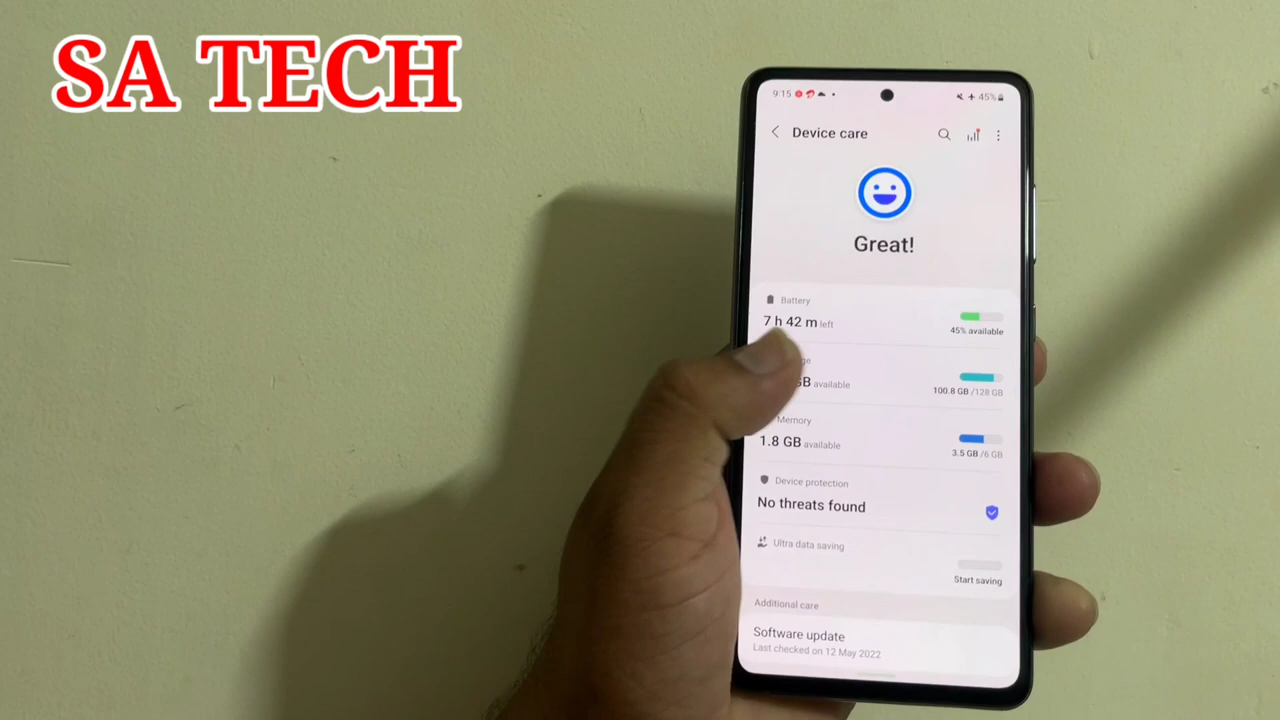 SA TECH
9:15
45%
Device care
Great!
Battery
7 h 42 m left
45% available
GB available
100.8 GB /128 GB
Memory
1.8 GB available
3.5 GB /6 GB
Device protection
No threats found
Ultra data saving
Start saving
Additional care
Software update
Last checked on 12 May 2022